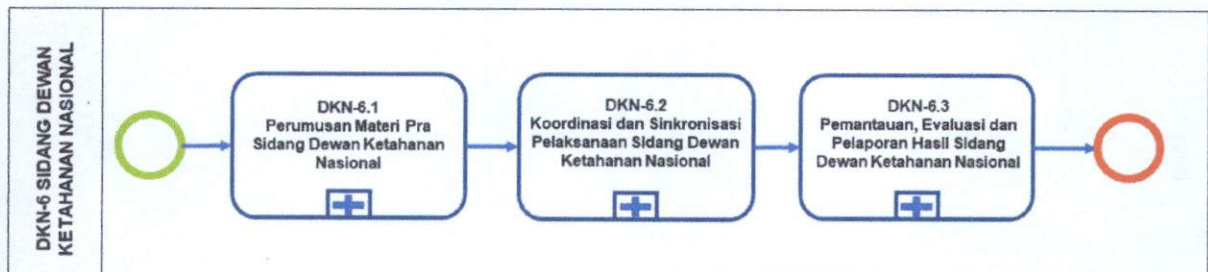 DKN-6 SIDANG DEWAN
KETAHANAN NASIONAL
DKN-6.1
Perumusan Materi Pra
Sidang Dewan Ketahanan
Nasional
DKN-6.2
Koordinasi dan Sinkronisasi
Pelaksanaan Sidang Dewan
Ketahanan Nasional
DKN-6.3
Pemantauan, Evaluasi dan
Pelaporan Hasil Sidang
Dewan Ketahanan Nasional